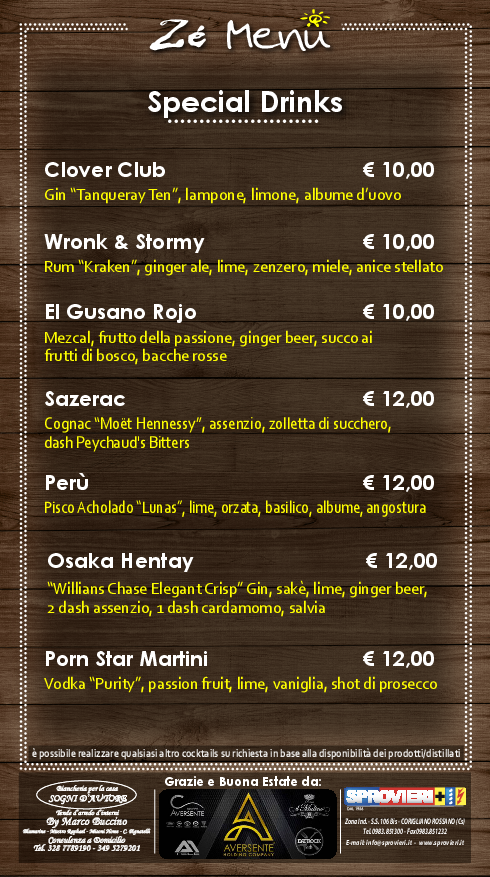 Zé Menù
Special Drinks
Clover Club € 10,00
Gin “Tanqueray Ten”, lampone, limone, albume d’uovo
Wronk & Stormy € 10,00
Rum “Kraken”, ginger ale, lime, zenzero, miele, anice stellato
El Gusano Rojo € 10,00
Mezcal, frutto della passione, ginger beer, succo ai
frutti di bosco, bacche rosse
Sazerac € 12,00
Cognac “Moët Hennessy”, assenzio, zolletta di succhero,
dash Peychaud's Bitters
Perù € 12,00
Pisco Acholado “Lunas”, lime, orzata, basilico, albume, angostura
Osaka Hentay € 12,00
“Willians Chase Elegant Crisp” Gin, sakè, lime, ginger beer,
2 dash assenzio, 1 dash cardamomo, salvia
Porn Star Martini € 12,00
Vodka “Purity”, passion fruit, lime, vaniglia, shot di prosecco
è possibile realizzare qualsiasi altro cocktails su richiesta in base alla disponibilità dei prodotti/distillati
Grazie e Buona Estate da:
Biancheria per la casa
SOGNI D'AUTORE
Tende d'arredo d'interni
By Marco Buccino
Consulenza a Domicilio
Tel. 328 7789190 - 349 5279201
AVERSENTE
AVERSENTE
HOLDING COMPANY
SPROVIERI
Zona Ind. - S.S. 106 Bis - CORIGLIANO ROSSANO (Cs)
Tel.0983.851300 - Fax0983.851232
E-mail: info@sprovieri.it - www.sprovieri.it